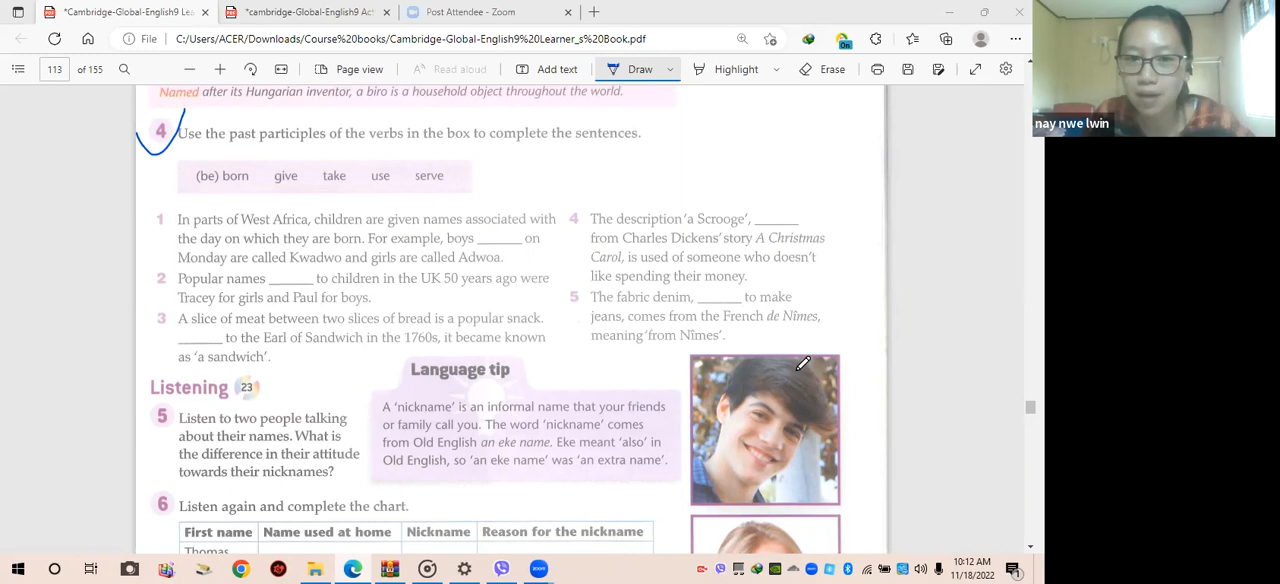 *Cambridge-Global-English9 Lea
*cambridge-Global-English9 Act
Post Attendee - Zoom
File
C:/Users/ACER/Downloads/Course%20books/Cambridge-Global-English9%20Learner_s%20Book.pdf
113 of 155
Page view
Read aloud
Add text
Draw
Highlight
Erase
nay nwe lwin
Named after its Hungarian inventor, a biro is a household object throughout the world.
4 Use the past participles of the verbs in the box to complete the sentences.
(be) born give take use serve
1 In parts of West Africa, children are given names associated with
the day on which they are born. For example, boys ______ on
Monday are called Kwadwo and girls are called Adwoa.
2 Popular names ______ to children in the UK 50 years ago were
Tracey for girls and Paul for boys.
3 A slice of meat between two slices of bread is a popular snack.
______ to the Earl of Sandwich in the 1760s, it became known
as 'a sandwich'.
4 The description 'a Scrooge', ______
from Charles Dickens' story A Christmas
Carol, is used of someone who doesn't
like spending their money.
5 The fabric denim, ______ to make
jeans, comes from the French de Nîmes,
meaning 'from Nîmes'.
Listening 23
5 Listen to two people talking
about their names. What is
the difference in their attitude
towards their nicknames?
Language tip
A 'nickname' is an informal name that your friends
or family call you. The word 'nickname' comes
from Old English an eke name. Eke meant 'also' in
Old English, so 'an eke name' was 'an extra name'.
6 Listen again and complete the chart.
First name Name used at home Nickname Reason for the nickname
Thomas
10:12 AM
11/18/2022